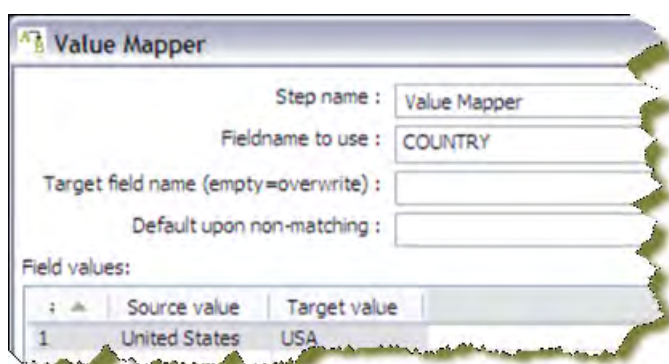 Value Mapper
Step name : Value Mapper
Fieldname to use : COUNTRY
Target field name (empty=overwrite) :
Default upon non-matching :
Field values:
: Source value Target value
1 United States USA